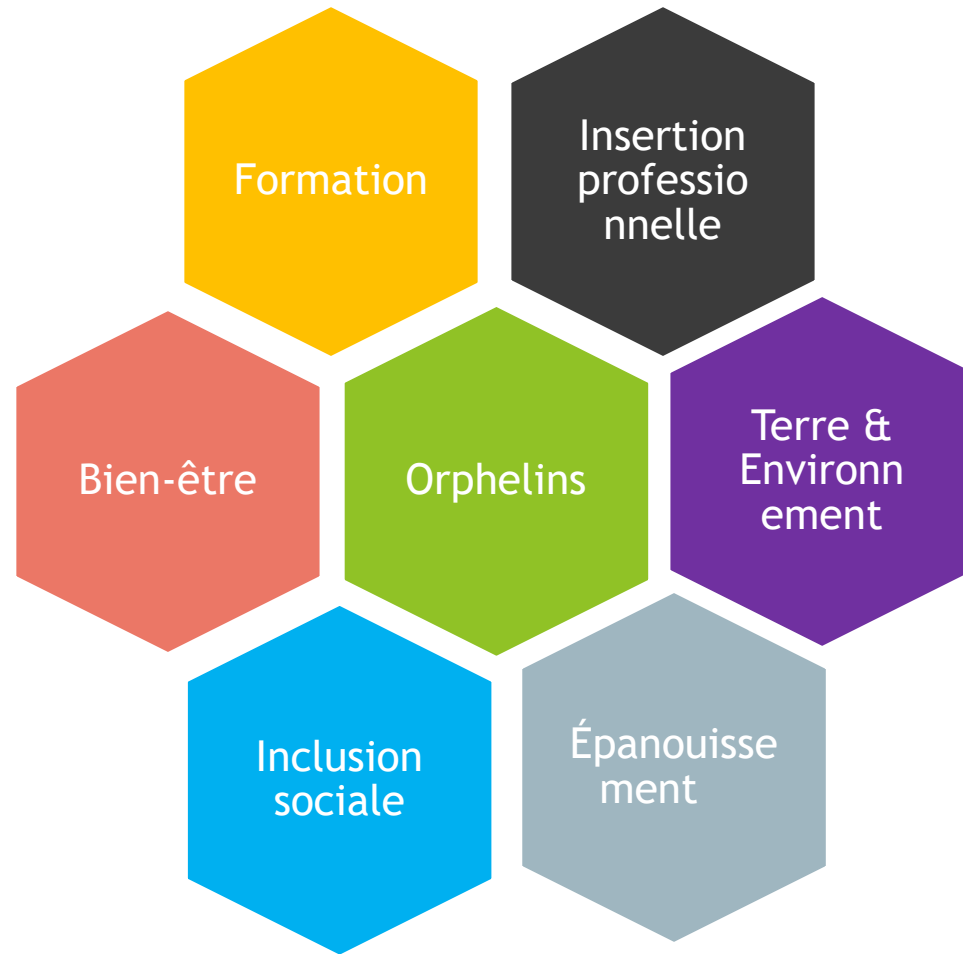 Formation
Insertion
professio
nnelle
Bien-être
Orphelins
Terre &
Environn
ement
Inclusion
sociale
Épanouisse
ment